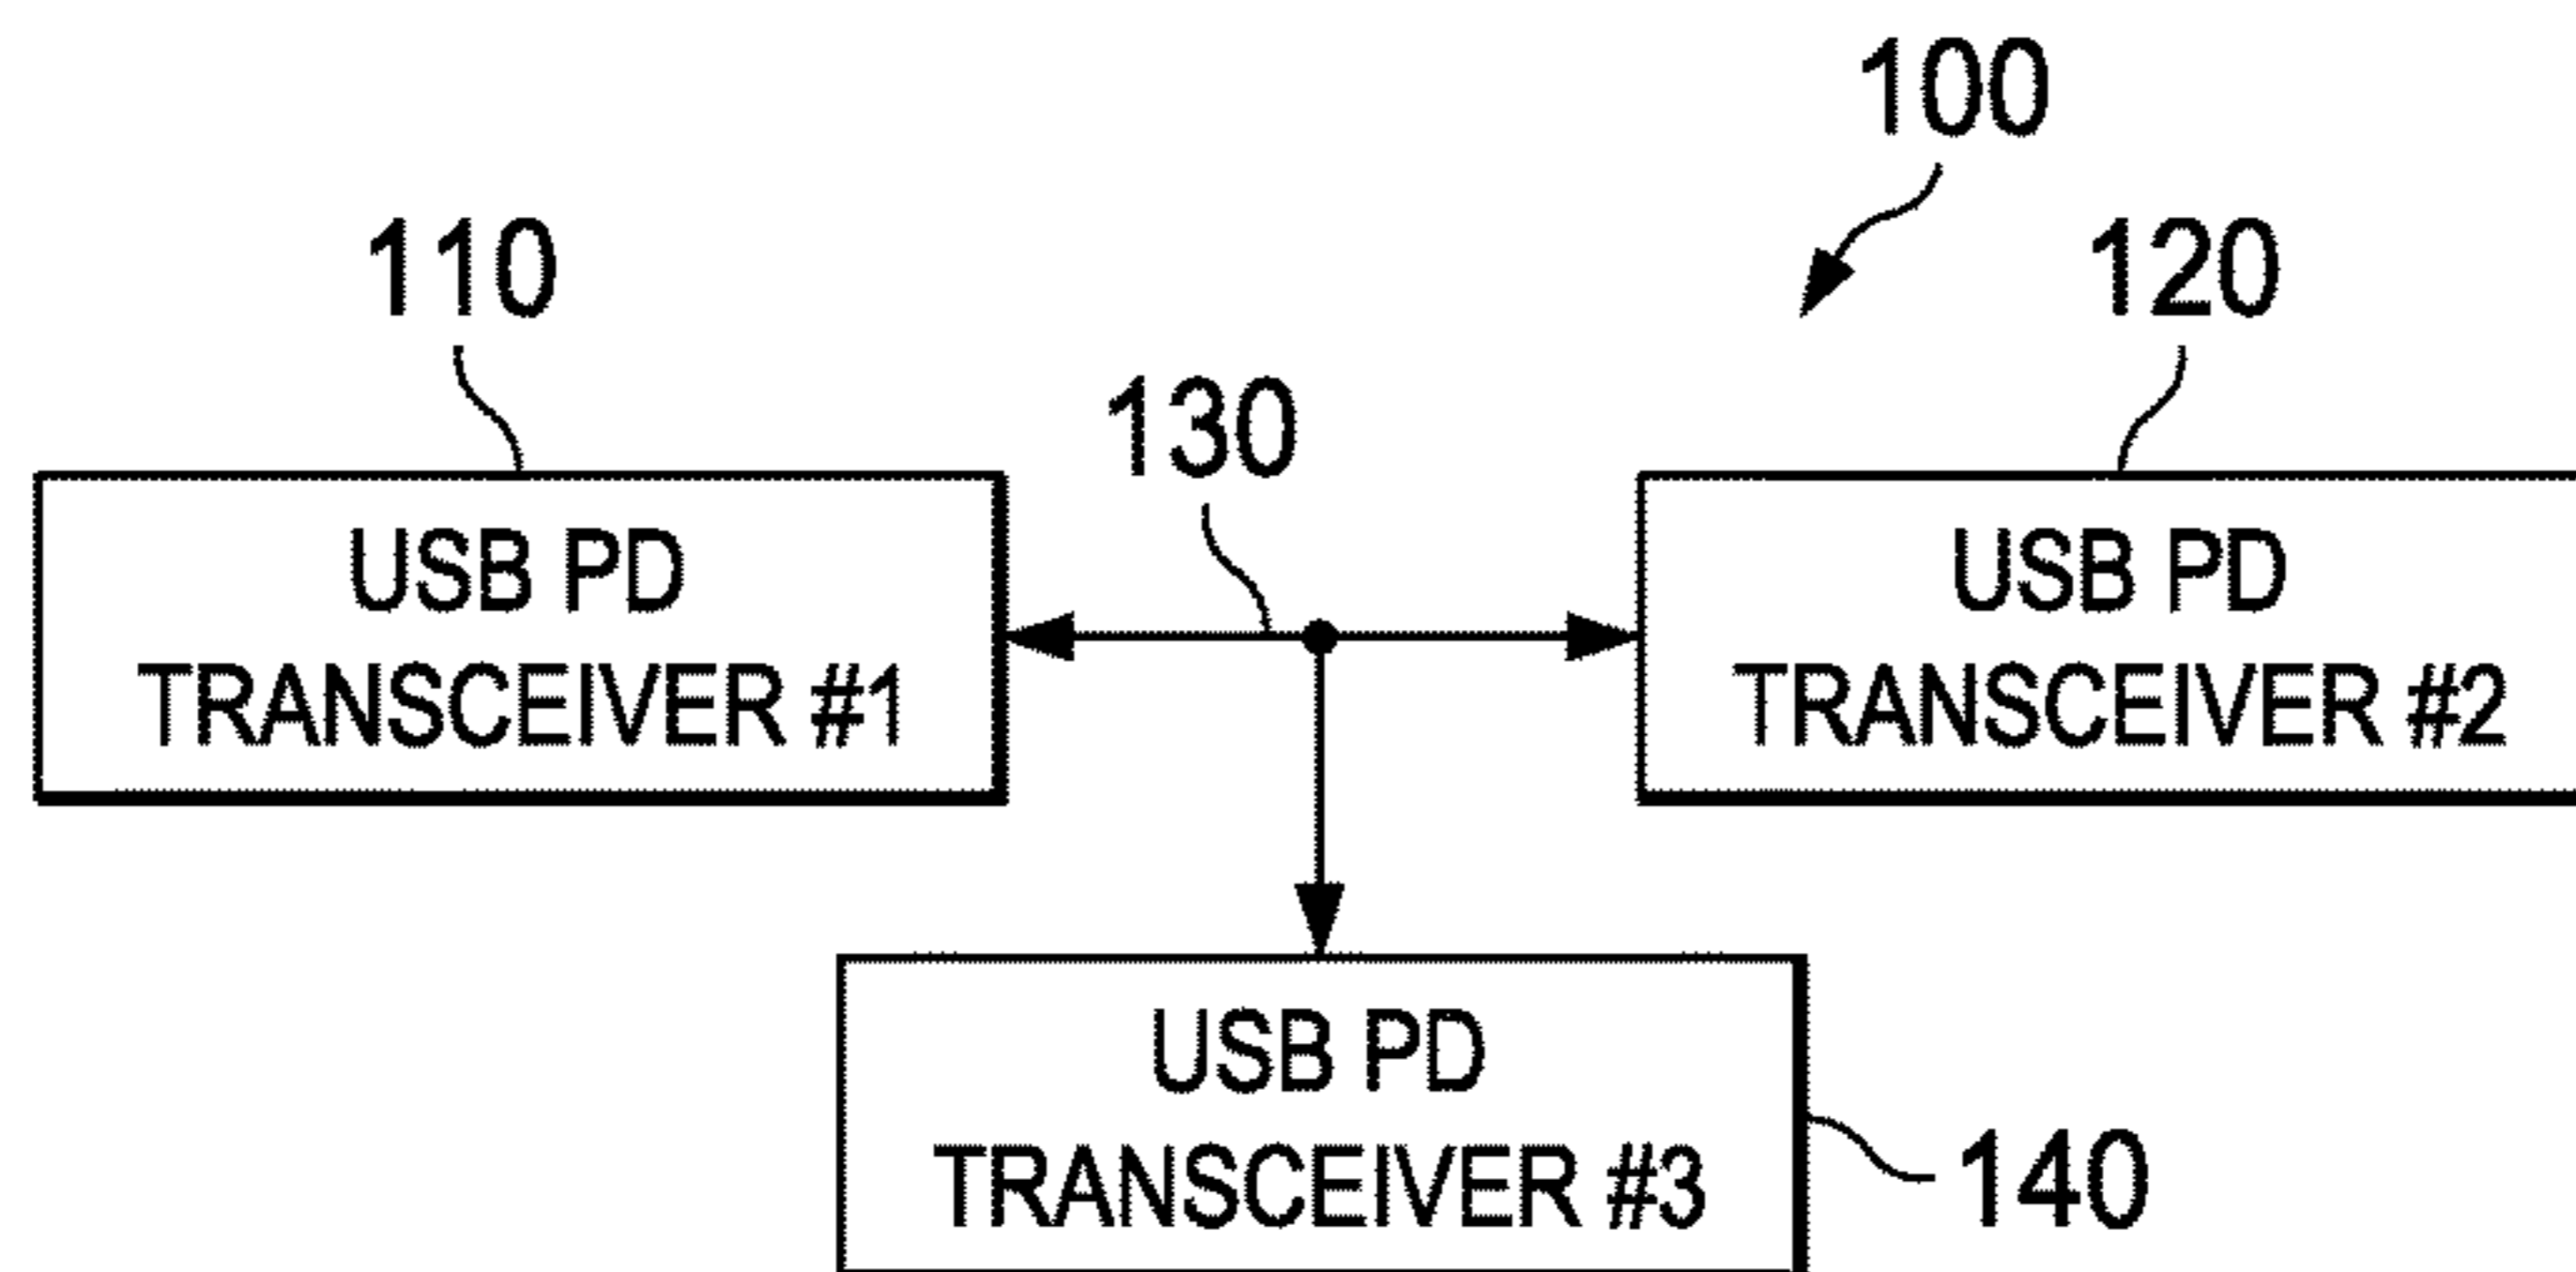 100
110
120
130
USB PD
TRANSCEIVER #1
USB PD
TRANSCEIVER #2
USB PD
TRANSCEIVER #3
140